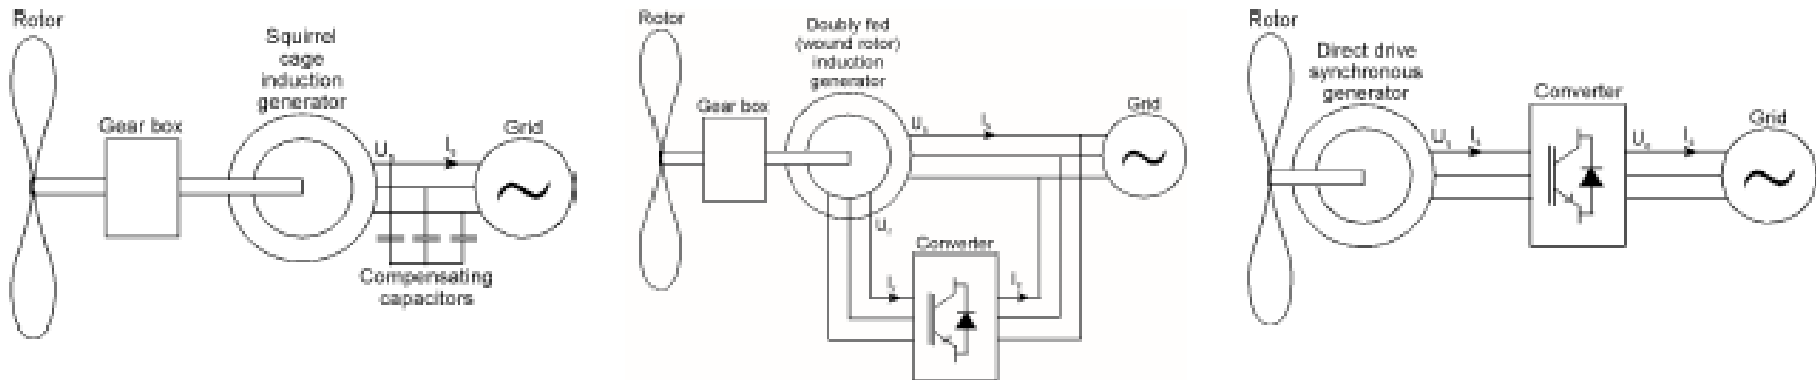 Rotor
Squirrel
cage
induction
generator
Gear box
Grid
Compensating
capacitors
Rotor
Doubly fed
(wound rotor)
induction
generator
Gear box
Grid
Converter
Rotor
Direct drive
synchronous
generator
Converter
Grid